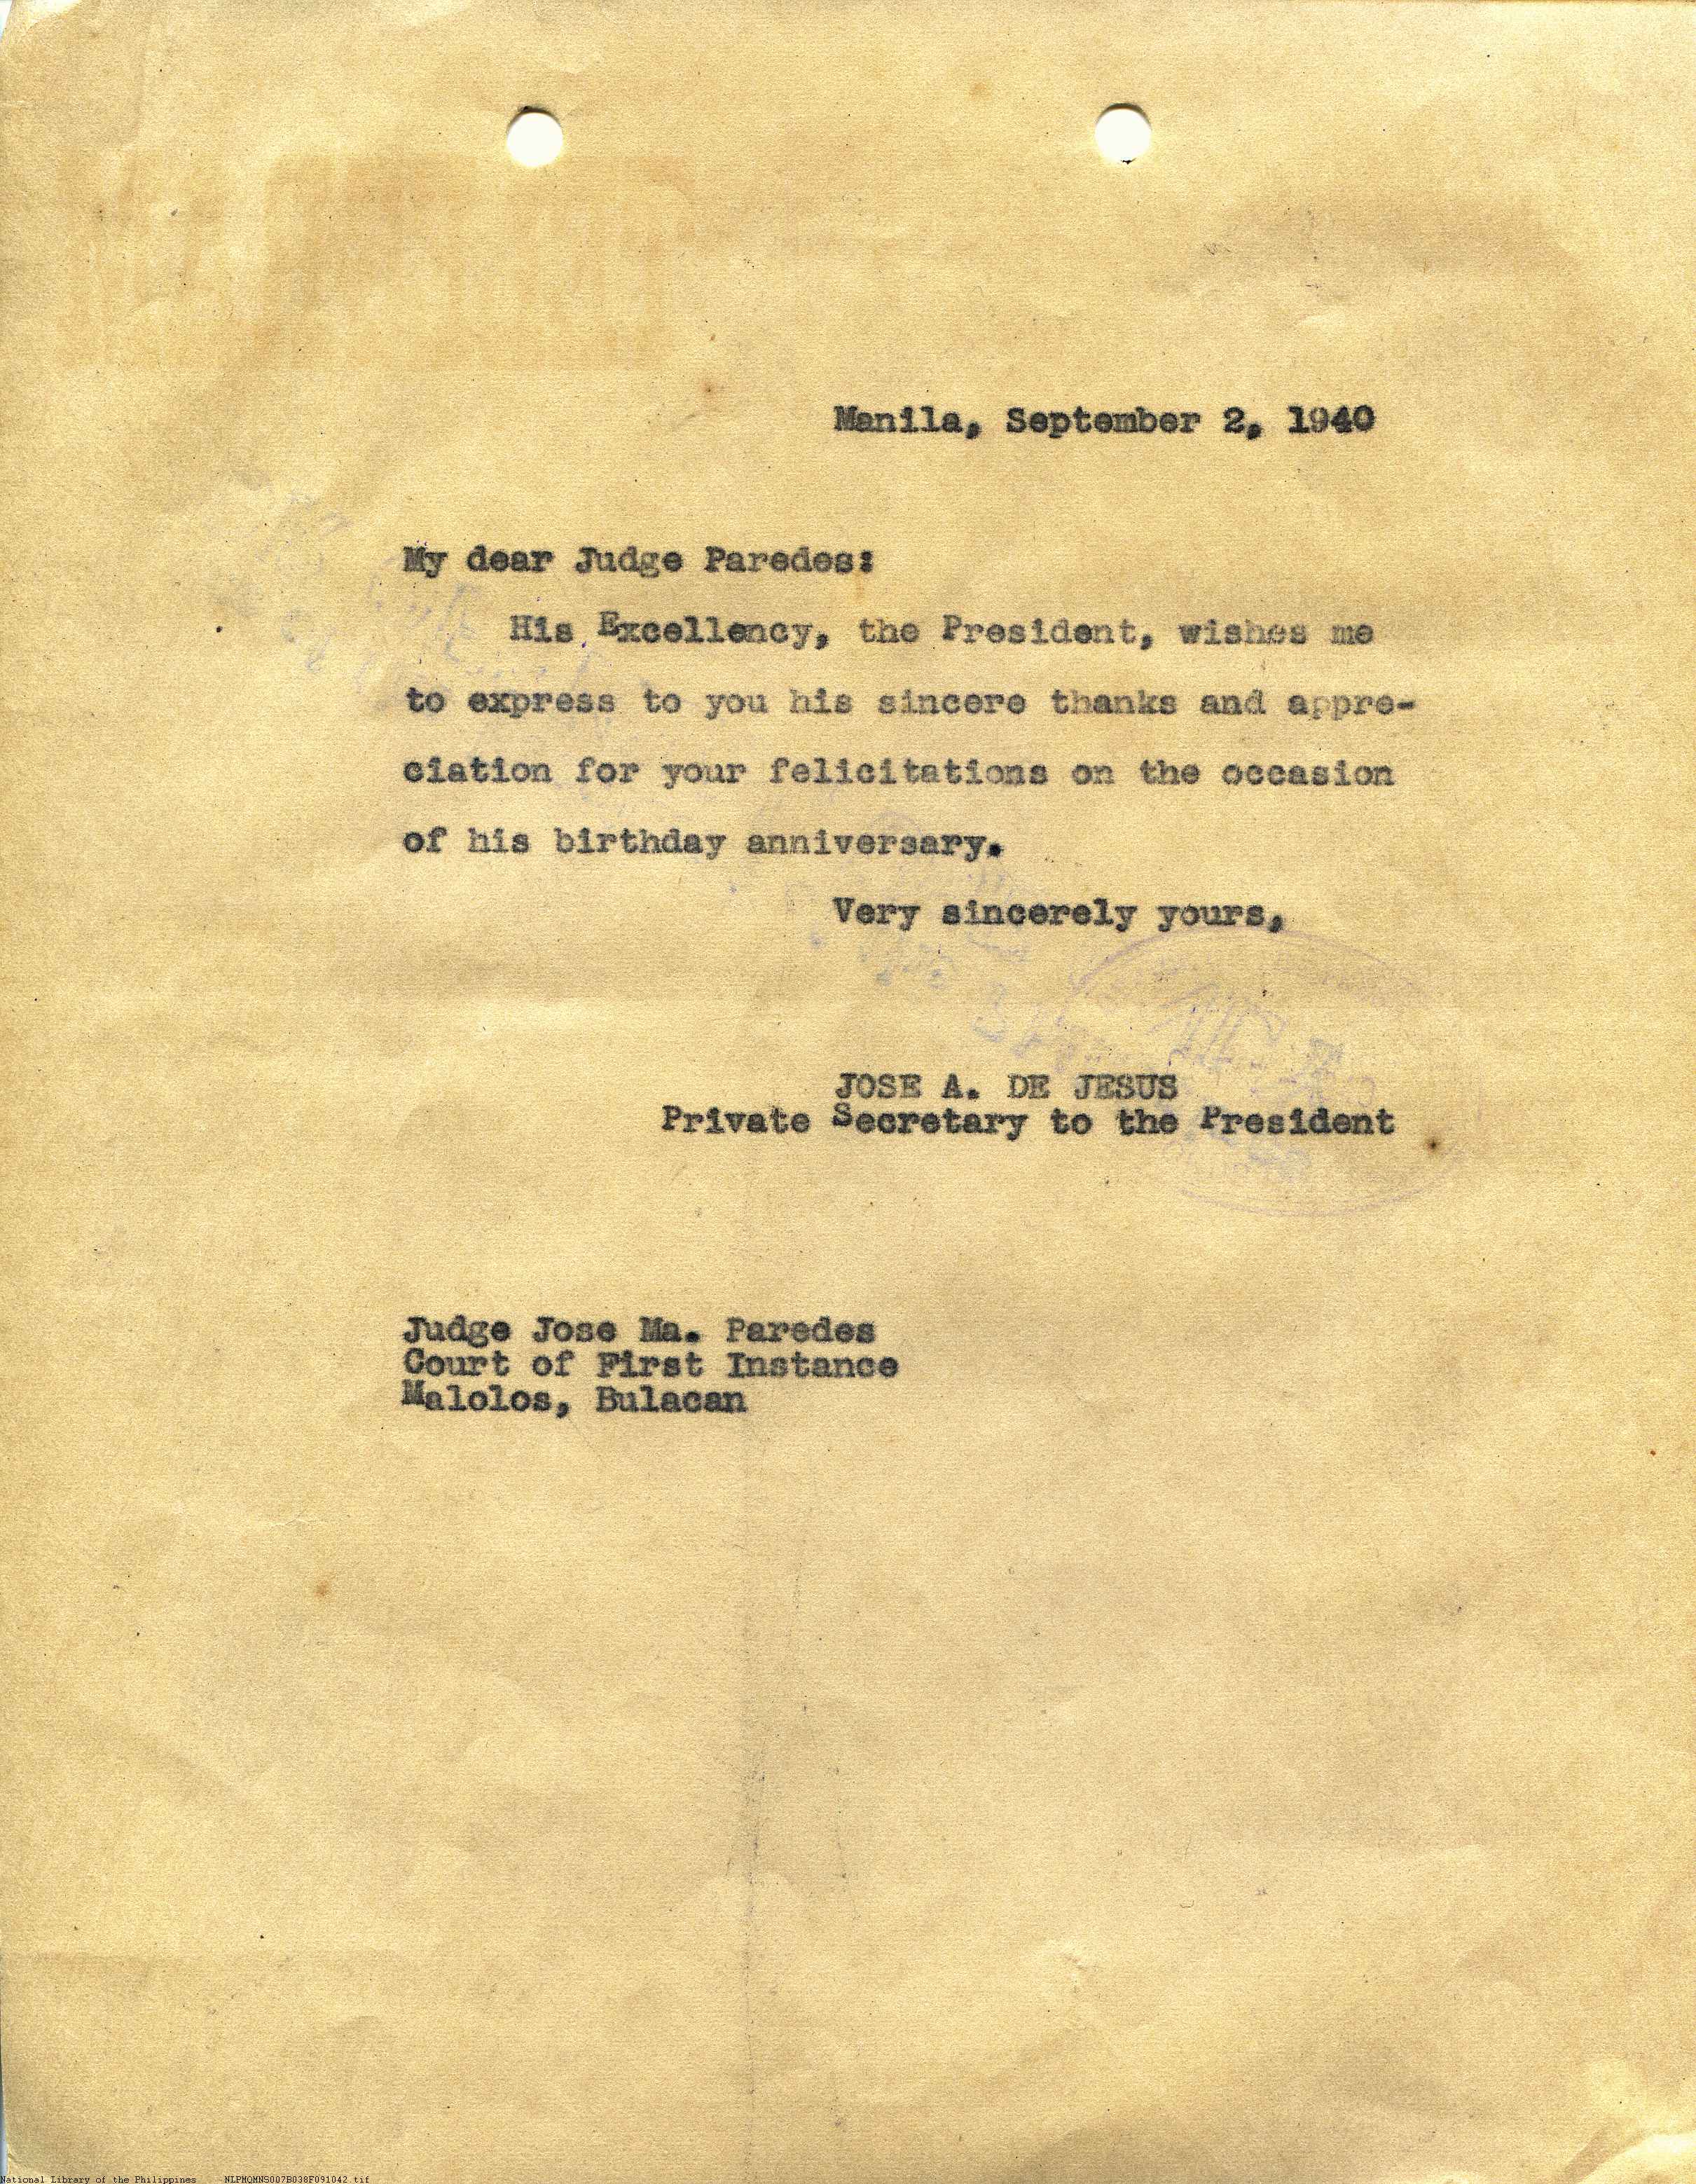 Manila, September 2, 1940
My dear Judge Paredes:
His Excellency, the President, wishes me
to express to you his sincere thanks and appre-
ciation for your felicitations on the occasion
of his birthday anniversary.
Very sincerely yours,
JOSE A. DE JESUS
Private Secretary to the President
Judge Jose Ma. Paredes
Court of First Instance
Malolos, Bulacan
National Library of the Philippines NLPMQMNS007B038F091042.tif